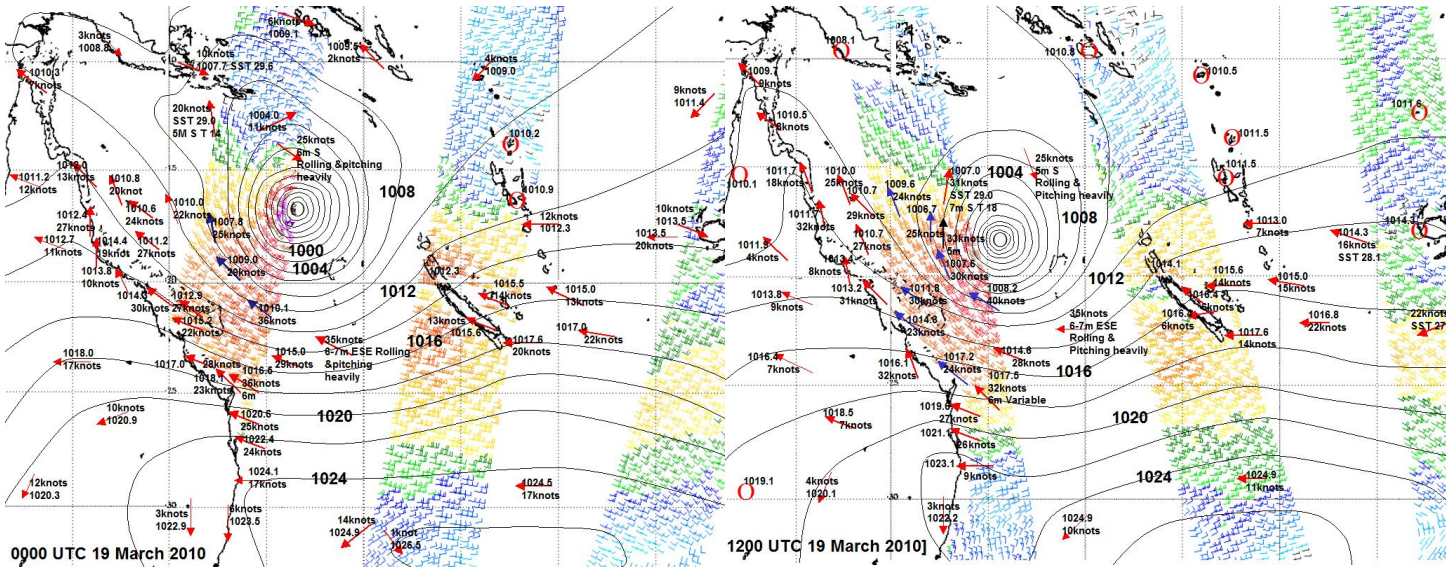 3knots
1008.8
6knots
1009.1
1009.5
2knots
10knots
1007.7 SST 29.6
4knots
1009.0
1010.3
20knots
SST 29.0
5M S T 14
1004.0
11knots
25knots
6m S
Rolling &pitching
heavily
1010.2
13knots
1011.2
12knots
1010.8
20knot
1008
1010.9
1010.6
24knots
1010.0
22knots
12knots
1012.3
10knots
1013.5
1012.4
27knots
1007.8
25knots
1013.5
20knots
1012.7
11knots
1014.4
19knot
1011.2
27knots
1000
1004
1009.0
29knots
1013.8
10knots
1012.3
1012
1015.5
14knots
1015.0
13knots
30knots
1012.9
27knots
1010.1
36knots
1015.2
22knots
13knots
1015.6
1016
1017.0
22knots
35knots
6-7m ESE Rolling
&pitching
heavily
1017.6
20knots
1018.0
17knots
1017.0
28knots
1015.0
29knots
1018.1
23knots
1016.5
36knots
6m
-25
10knots
1020.9
1020.6
25knots
1020
1022.4
24knots
1024.1
17knots
1024
12knots
1020.3
1024.5
17knots
-30
3knots
1022.9
6knots
1023.5
14knots
1024.9
1knot
1026.5
0000 UTC 19 March 2010
1008.1
1010.8
1010.5
1009.
9knots
9knots
1011.4
1010.5
8knots
1011.6
1011.5
1011.5
1010.1
1011.7
18knots
1010.0
25knots
1010.7
29knots
1009.6
24knots
1007.0
31knots
SST 29.0
7m S T 18
1004
25knots
5m S
Rolling &
Pitching heavily
1008
32knots
1006.7
25knots
33knots
5m
1013.0
7knots
1014.3
1014.3
16knots
SST 28.1
4knots
1010.7
27knots
1013.4
8knots
1007.6
30knots
1012
1014.1
1013.8
9knots
1013.2
31knots
1011.8
30knots
1008.2
40knots
1015.6
14knots
1015.0
15knots
1016.4
6knots
1014.8
23knots
35knots
6-7m ESE
Rolling &
Pitching heavily
1016.4
6knots
1016.8
22knots
22knots
SST 27
1017.6
14knots
1016.4
7knots
1016.1
32knots
1017.2
24knots
1014.6
28knots
1016
1017.5
32knots
6m Variable
1018.5
7knots
27knots
1020
1021.1
26knots
1023.1
9knots
1024
1024.9
11knots
1019.1
4knots
1020.1
-30
3knots
1022.2
1024.9
10knots
1200 UTC 19 March 2010]